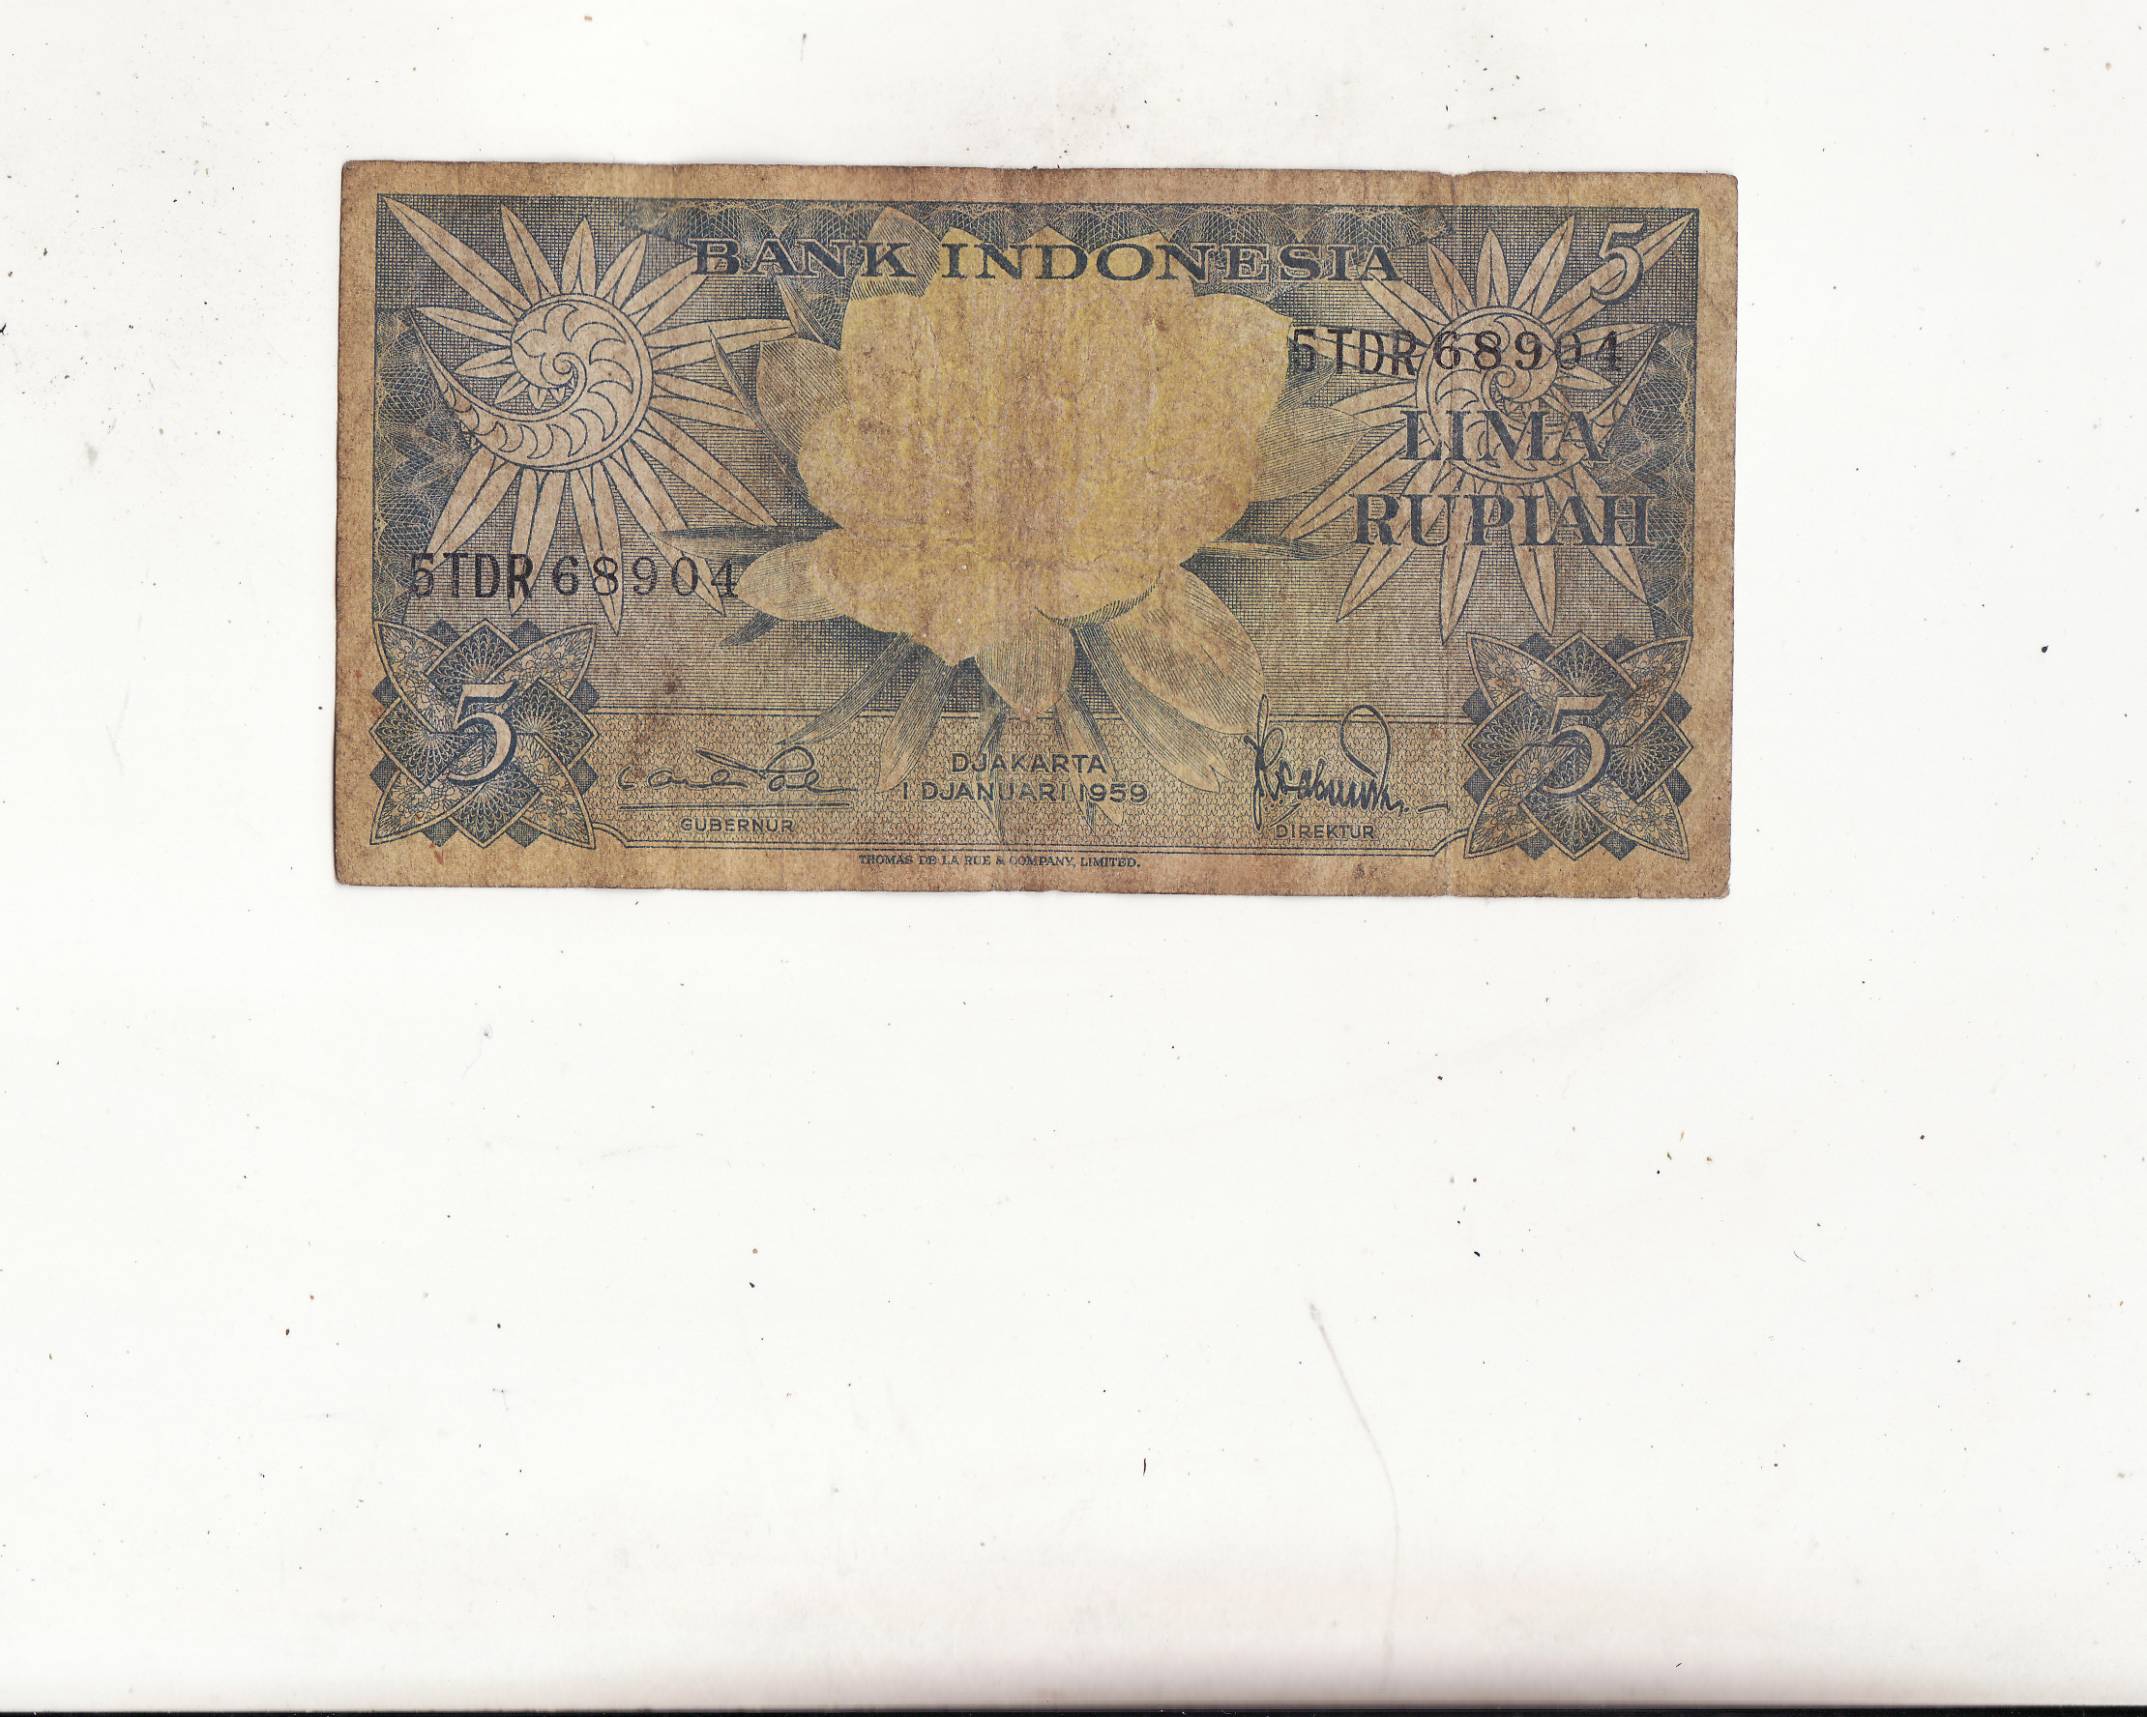 BANK INDONESIA
5
5TDR 68904
LIMA
RUPIAH
5TDR 68904
5
5
DJAKARTA
1 DJANUARI 1959
GUBERNUR
DIREKTUR
THOMAS DE LA RUE & COMPANY, LIMITED.